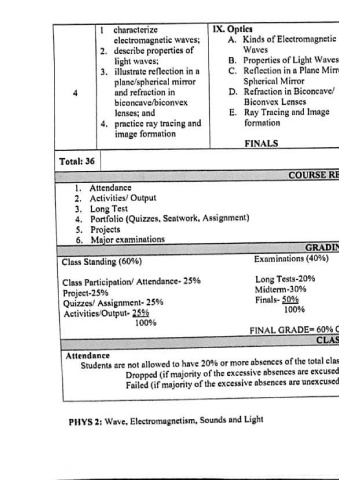 1 characterize
electromagnetic waves;
2. describe properties of
light waves;
3. illustrate reflection in a
plane/spherical mirror
and refraction in
biconcave/biconvex
lenses; and
4. practice ray tracing and
image formation
4
IX. Optics
A. Kinds of Electromagnetic
Waves
B. Properties of Light Waves
C. Reflection in a Plane Mirr
Spherical Mirror
D. Refraction in Biconcave/
Biconvex Lenses
E. Ray Tracing and Image
formation
FINALS
Total: 36
COURSE RE
1. Attendance
2. Activities/ Output
3. Long Test
4. Portfolio (Quizzes, Seatwork, Assignment)
5. Projects
6. Major examinations
GRADIN
Class Standing (60%)
Class Participation/ Attendance- 25%
Project-25%
Quizzes/ Assignment- 25%
Activities/Output- 25%
100%
Examinations (40%)
Long Tests-20%
Midterm-30%
Finals- 50%
100%
FINAL GRADE= 60% C
CLAS
Attendance
Students are not allowed to have 20% or more absences of the total clas
Dropped (if majority of the excessive absences are excused
Failed (if majority of the excessive absences are unexcused
PHYS 2: Wave, Electromagnetism, Sounds and Light